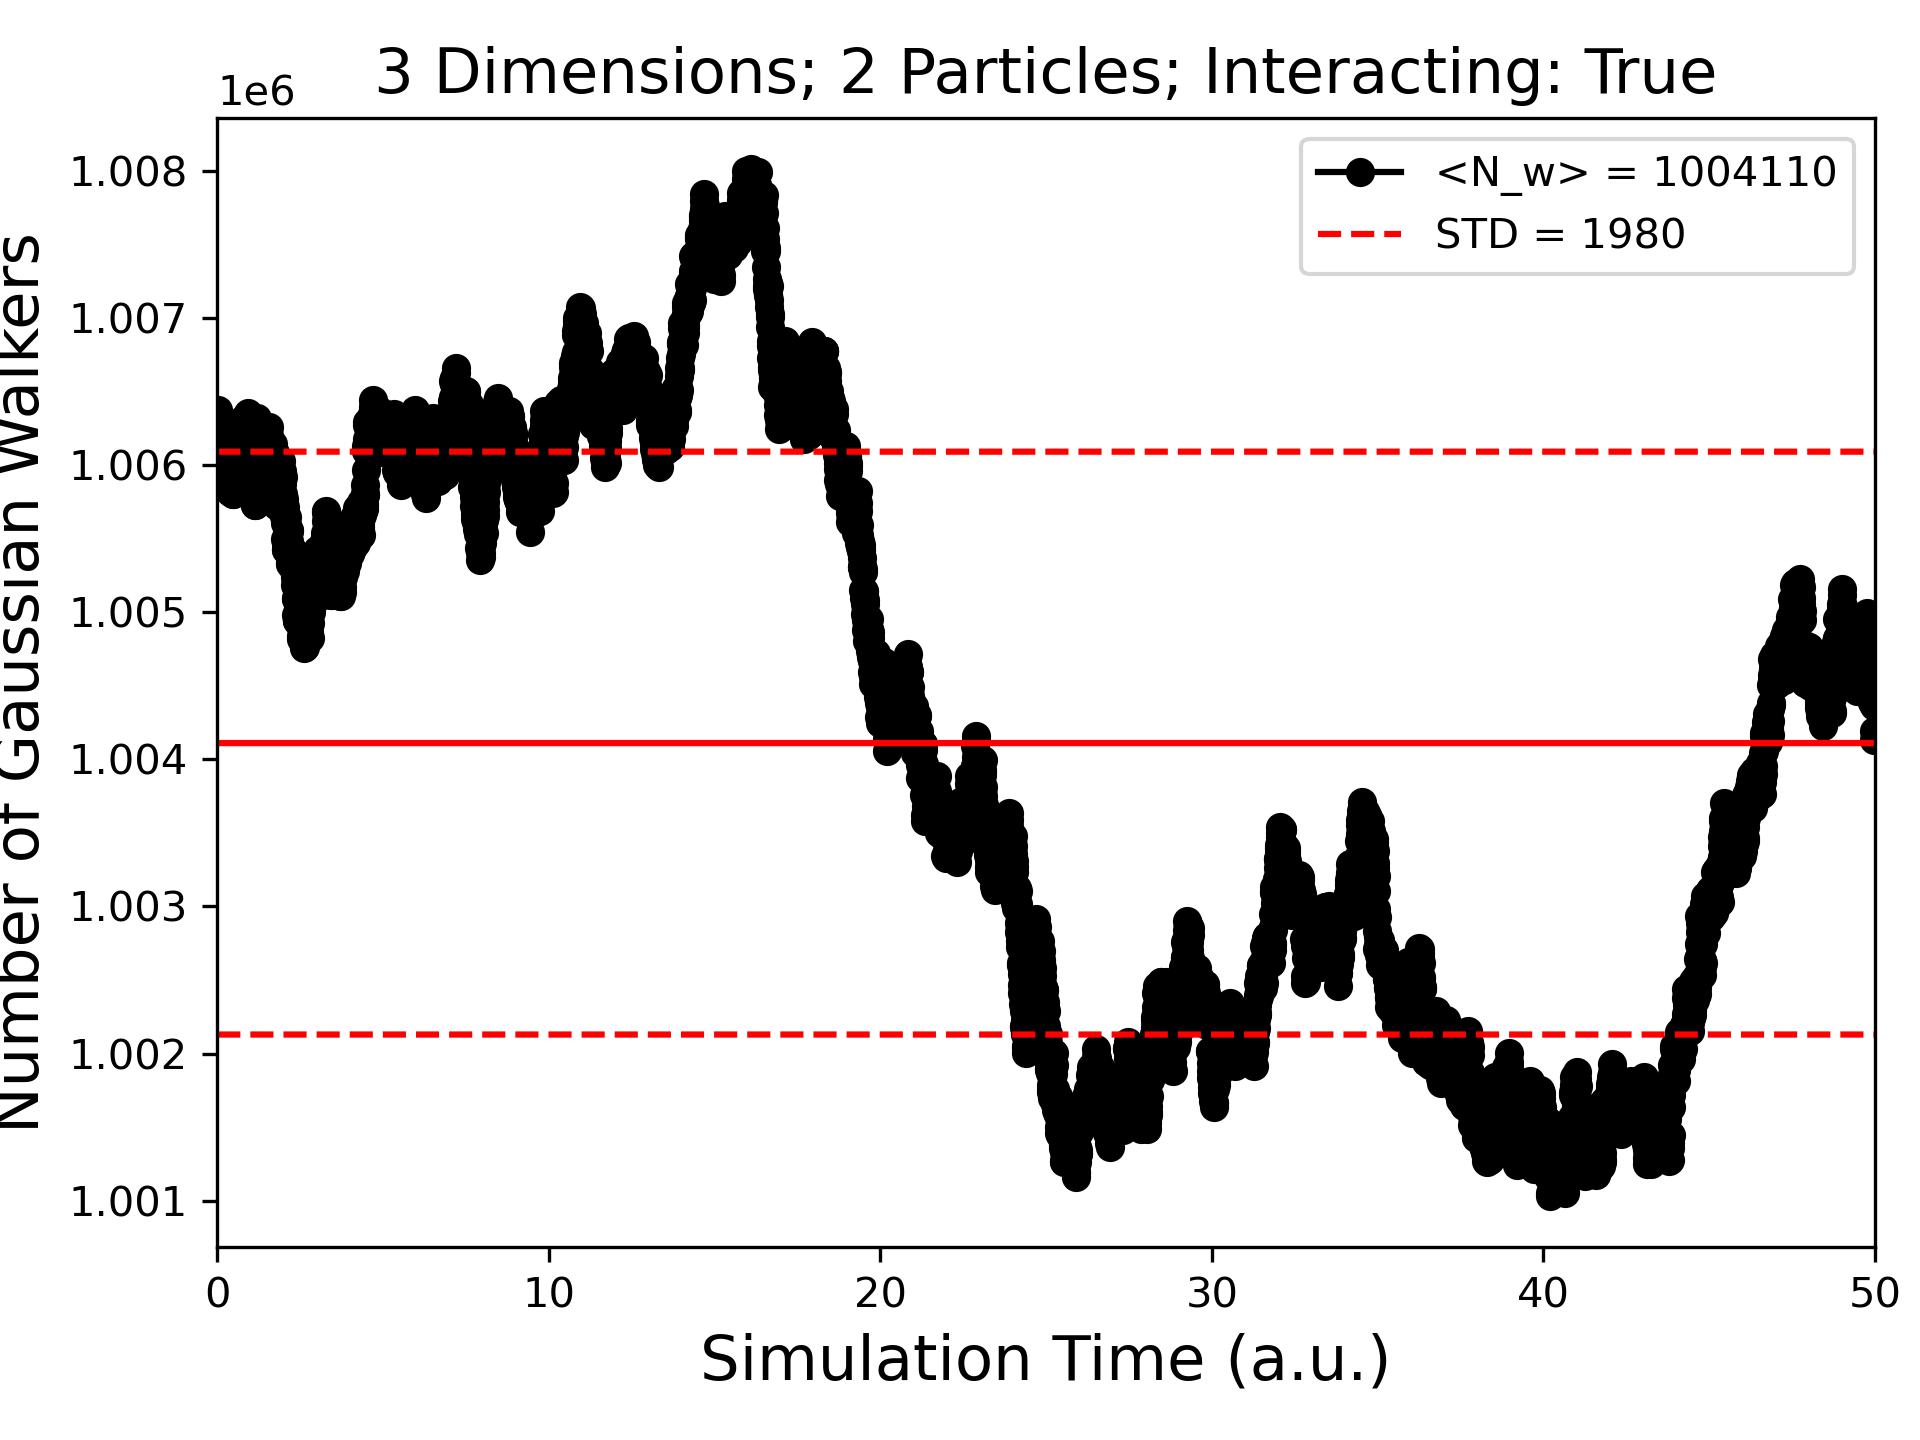 3 Dimensions; 2 Particles; Interacting: True
1e6
<N_w> = 1004110
STD = 1980
1.008
1.007
1.006
1.005
1.004
1.003
1.002
1.001
Number of Gaussian Walkers
0 10 20 30 40 50
Simulation Time (a.u.)